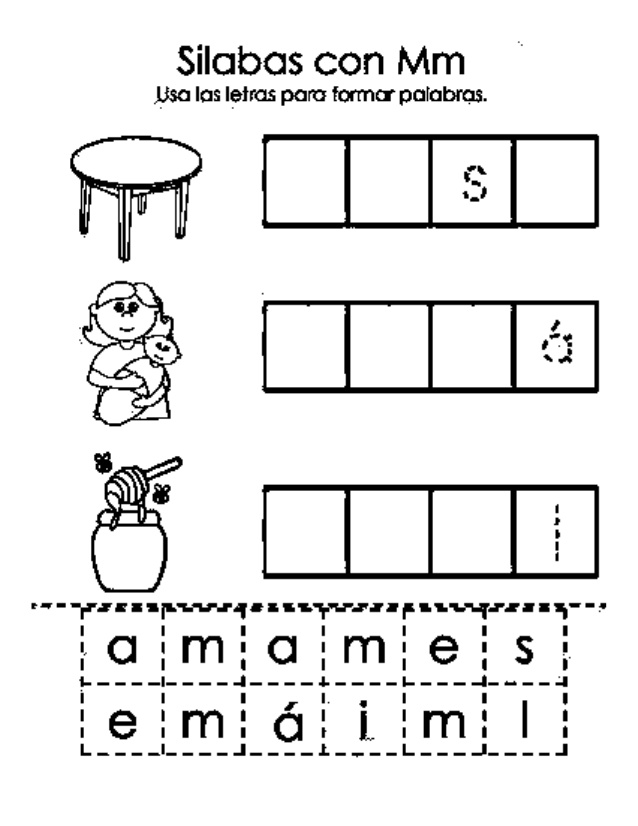 Silabas con Mm
Usa las letras para formar palabras.
s
á
l
a m a m e s
e m á i m l